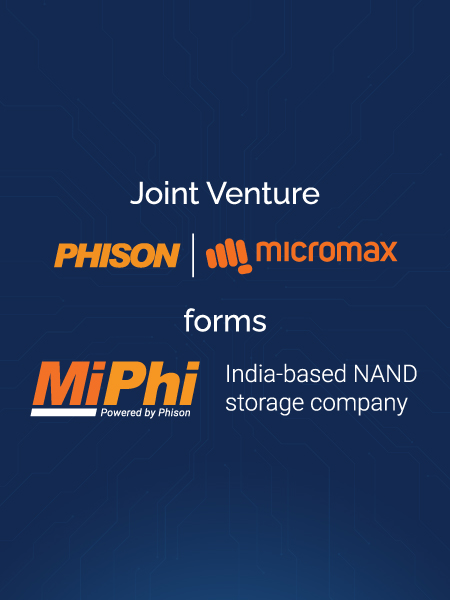 Joint Venture
PHISON | micromax
forms
MiPhi
Powered by Phison
India-based NAND
storage company